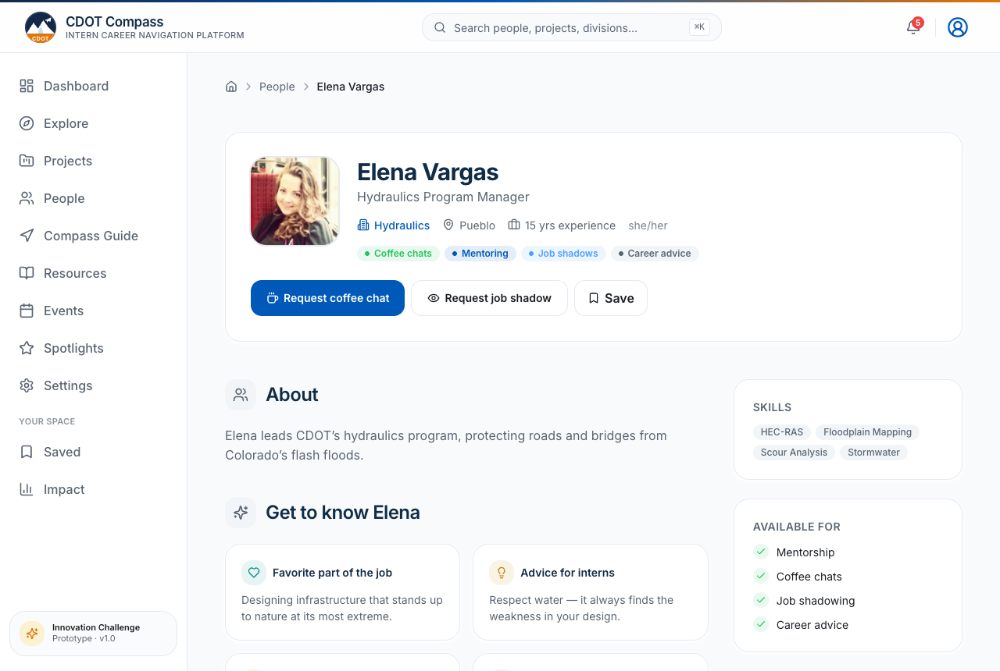 CDOT Compass
INTERN CAREER NAVIGATION PLATFORM
CDOT
Search people, projects, divisions...
⌘K
5
Dashboard
Explore
Projects
People
Compass Guide
Resources
Events
Spotlights
Settings
YOUR SPACE
Saved
Impact
Innovation Challenge
Prototype · v1.0
People
Elena Vargas
Elena Vargas
Hydraulics Program Manager
Hydraulics Pueblo 15 yrs experience she/her
Coffee chats Mentoring Job shadows Career advice
Request coffee chat Request job shadow Save
About
Elena leads CDOT’s hydraulics program, protecting roads and bridges from
Colorado’s flash floods.
Get to know Elena
Favorite part of the job
Designing infrastructure that stands up
to nature at its most extreme.
Advice for interns
Respect water — it always finds the
weakness in your design.
SKILLS
HEC-RAS Floodplain Mapping
Scour Analysis Stormwater
AVAILABLE FOR
Mentorship
Coffee chats
Job shadowing
Career advice